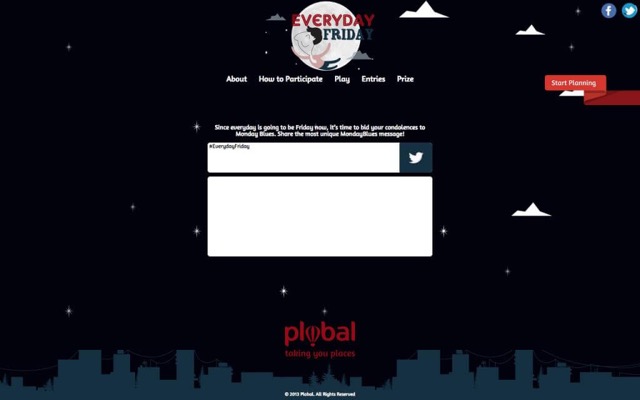 EVERYDAY
FRIDAY
About How to Participate Play Entries Prize
Start Planning
Since everyday is going to be Friday now, it's time to bid your condolences to
Monday Blues. Share the most unique MondayBlues message!
#EverydayFriday
plobal
taking you places
© 2013 Plobal. All Rights Reserved